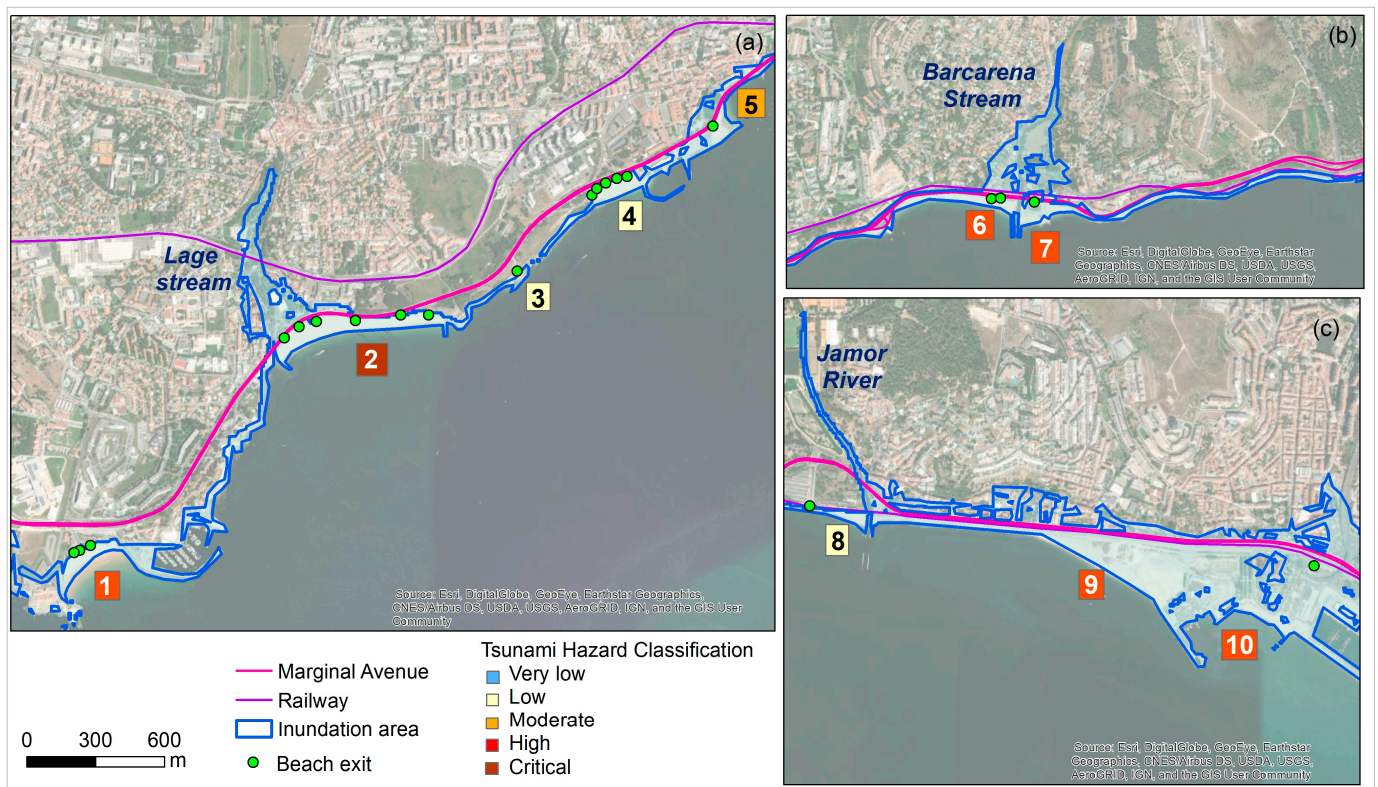 (a)
5
4
Lage
stream
3
2
1
Source: Esri, DigitalGlobe, GeoEye, Earthstar Geographics,
CNES/Airbus DS, USDA, USGS, AeroGRID, IGN, and the GIS User
Community
(b)
Barcarena
Stream
6
7
Source: Esri, DigitalGlobe, GeoEye, Earthstar
Geographics, CNES/Airbus DS, USDA, USGS,
AeroGRID, IGN, and the GIS User Community
(c)
Jamor
River
8
9
10
Source: Esri, DigitalGlobe, GeoEye, Earthstar
Geographics, CNES/Airbus DS, USDA, USGS,
AeroGRID, IGN, and the GIS User Community
0 300 600
m
Marginal Avenue
Railway
Inundation area
Beach exit
Tsunami Hazard Classification
Very low
Low
Moderate
High
Critical